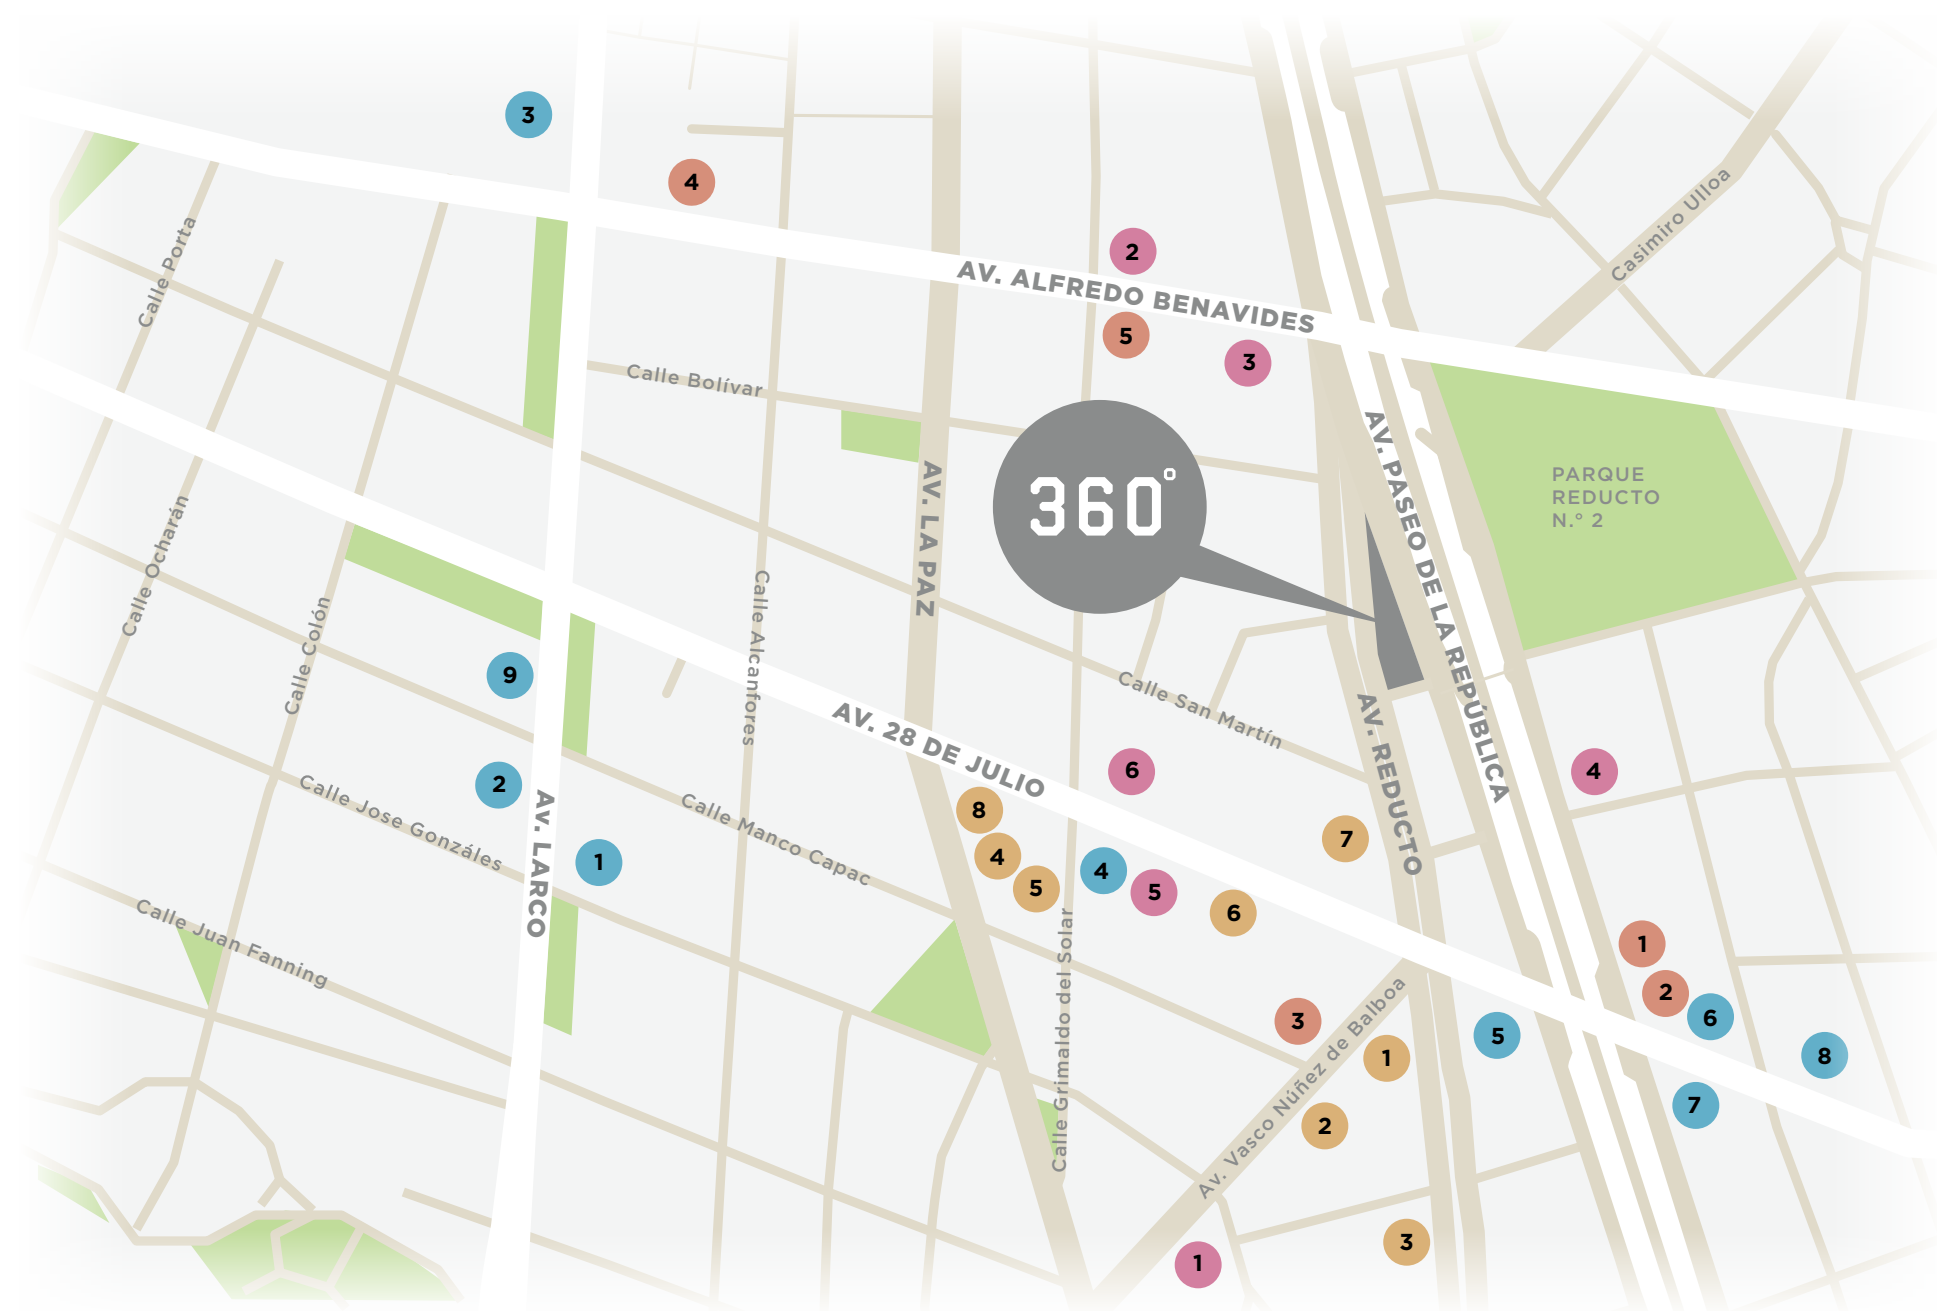 3
4
Casimiro Ulloa
Calle Porta
2
AV. ALFREDO BENAVIDES
5
3
Calle Bolívar
360°
AV. PASEO DE LA REPÚBLICA
PARQUE
REDUCTO
N.° 2
AV. LA PAZ
Calle Ocharán
Calle Colón
Calle Alcanfores
9
Calle San Martín
AV. REDUCTO
AV. 28 DE JULIO
6
4
2
Calle Jose Gonzáles
AV. LARCO
Calle Manco Capac
8
7
1
4
5
4
5
6
Calle Juan Fanning
Calle Grimaldo del Solar
1
2
6
3
Av. Vasco Núñez de Balboa
5
1
8
7
2
3
1